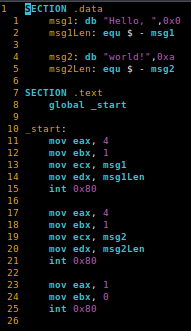 1 SECTION .data
1 msg1: db "Hello, ",0x0
2 msg1Len: equ $ - msg1
3
4 msg2: db "world!",0xa
5 msg2Len: equ $ - msg2
6
7 SECTION .text
8 global _start
9
10 _start:
11 mov eax, 4
12 mov ebx, 1
13 mov ecx, msg1
14 mov edx, msg1Len
15 int 0x80
16
17 mov eax, 4
18 mov ebx, 1
19 mov ecx, msg2
20 mov edx, msg2Len
21 int 0x80
22
23 mov eax, 1
24 mov ebx, 0
25 int 0x80
26